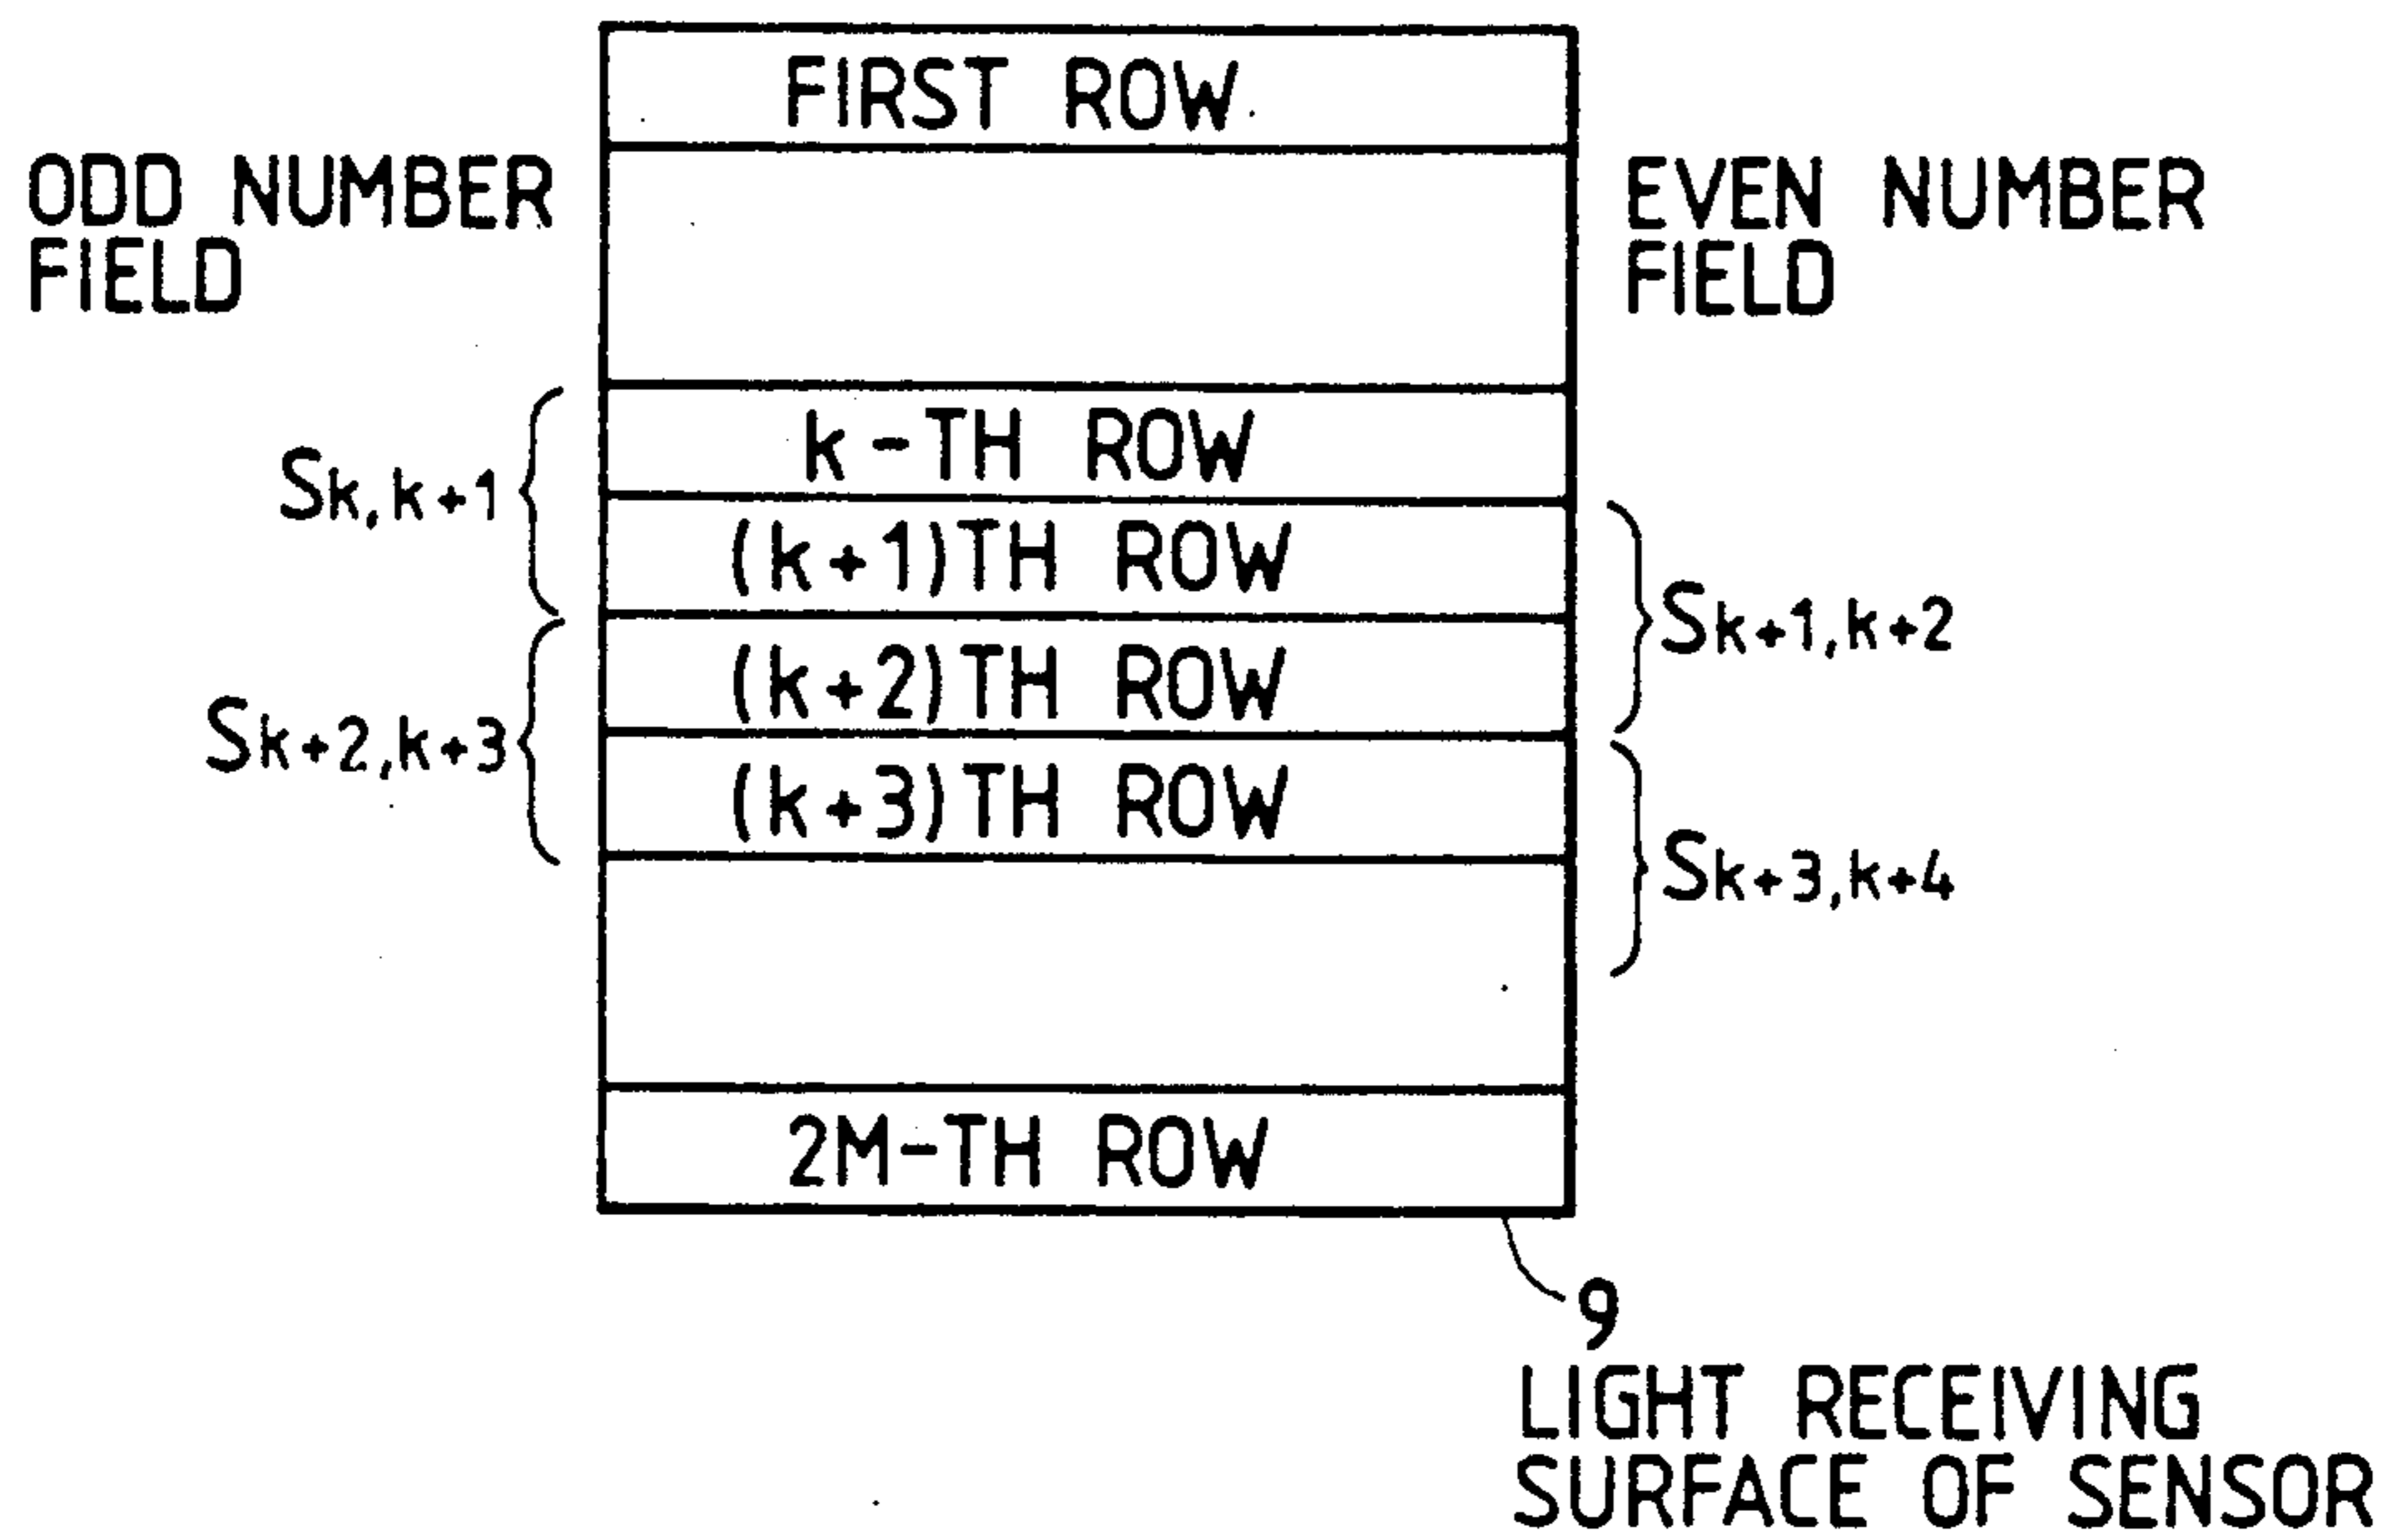 FIRST ROW
ODD NUMBER
FIELD
EVEN NUMBER
FIELD
k-TH ROW
Sk,k+1
(k+1)TH ROW
Sk+1,k+2
(k+2)TH ROW
Sk+2,k+3
(k+3)TH ROW
Sk+3,k+4
2M-TH ROW
9
LIGHT RECEIVING
SURFACE OF SENSOR